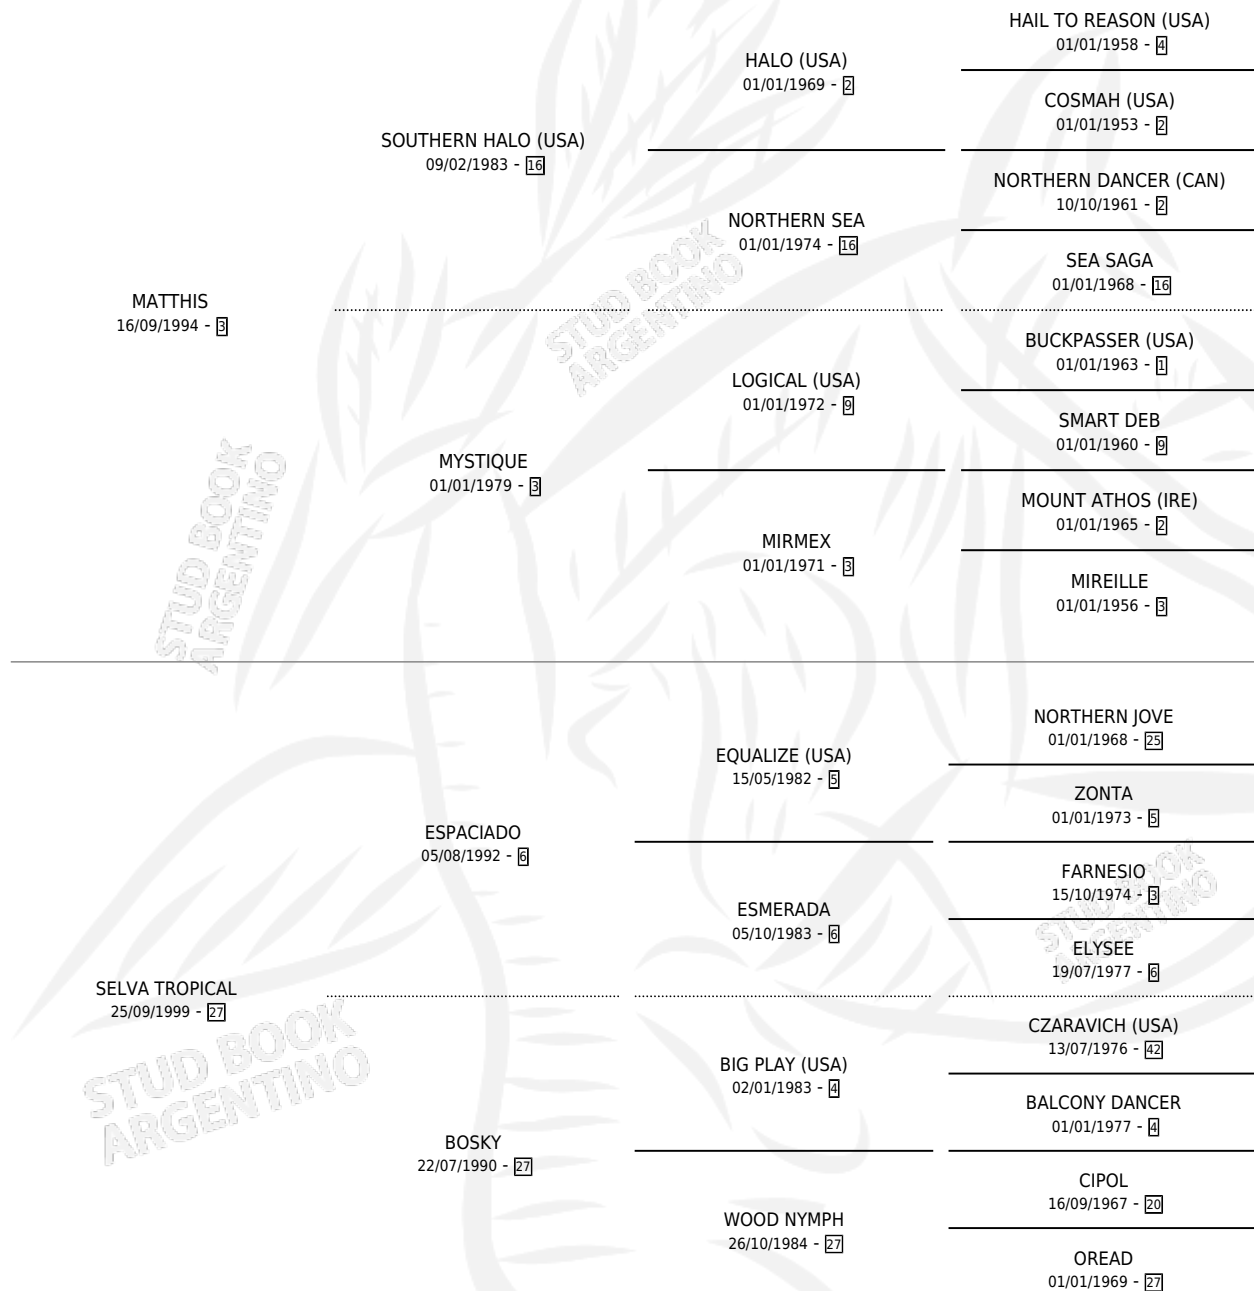 HAIL TO REASON (USA)
01/01/1958 - 4
HALO (USA)
01/01/1969 - 2
COSMAH (USA)
01/01/1953 - 2
SOUTHERN HALO (USA)
09/02/1983 - 16
NORTHERN DANCER (CAN)
10/10/1961 - 2
NORTHERN SEA
01/01/1974 - 16
SEA SAGA
01/01/1968 - 16
MATTHIS
16/09/1994 - 3
STUD BOOK
ARGENTINO
BUCKPASSER (USA)
01/01/1963 - 1
LOGICAL (USA)
01/01/1972 - 9
SMART DEB
01/01/1960 - 9
MYSTIQUE
01/01/1979 - 3
MOUNT ATHOS (IRE)
01/01/1965 - 2
MIRMEX
01/01/1971 - 3
MIREILLE
01/01/1956 - 3
STUD BOOK
ARGENTINO
NORTHERN JOVE
01/01/1968 - 25
EQUALIZE (USA)
15/05/1982 - 5
ZONTA
01/01/1973 - 5
ESPACIADO
05/08/1992 - 6
FARNESIO
15/10/1974 - 3
ESMERADA
05/10/1983 - 6
ELYSEE
19/07/1977 - 6
STUD BOOK
ARGENTINO
SELVA TROPICAL
25/09/1999 - 27
CZARAVICH (USA)
13/07/1976 - 42
BIG PLAY (USA)
02/01/1983 - 4
BALCONY DANCER
01/01/1977 - 4
STUD BOOK
ARGENTINO
BOSKY
22/07/1990 - 27
CIPOL
16/09/1967 - 20
WOOD NYMPH
26/10/1984 - 27
OREAD
01/01/1969 - 27